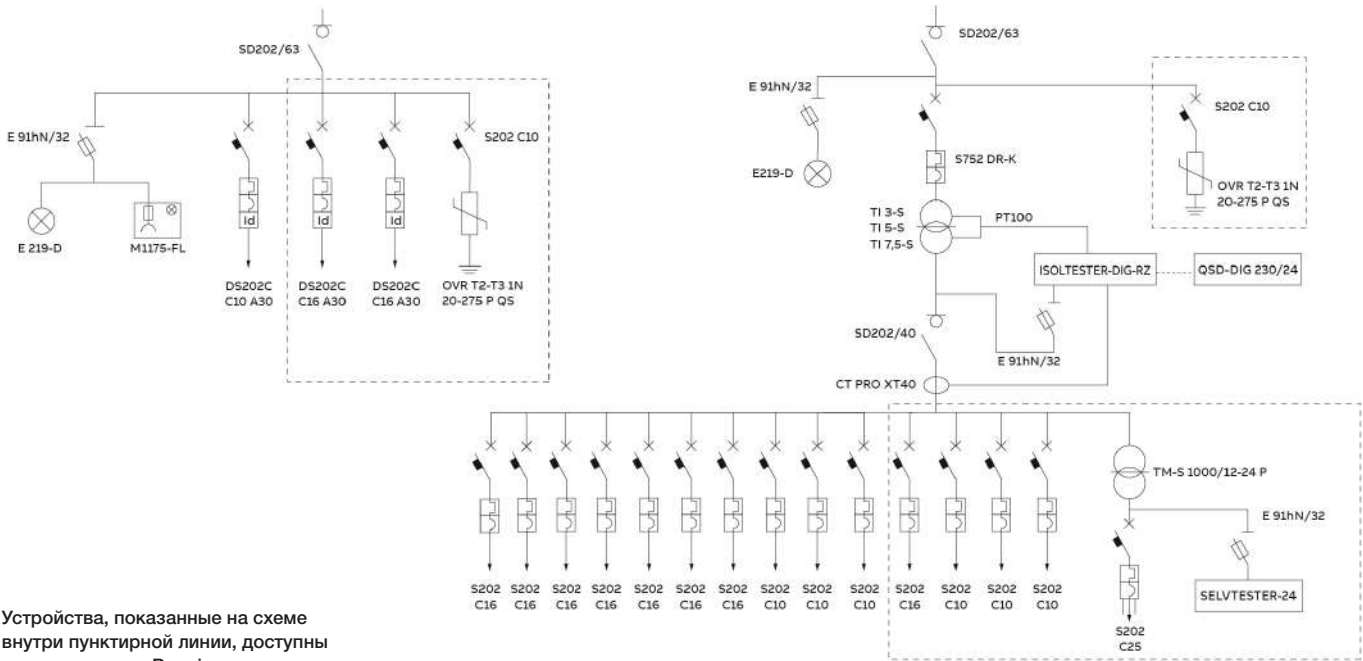 SD202/63
E 91hN/32
S202 C10
Id
Id
Id
E 219-D
M1175-FL
DS202C
C10 A30
DS202C
C16 A30
DS202C
C16 A30
OVR T2-T3 1N
20-275 P QS
SD202/63
E 91hN/32
S202 C10
E219-D
S752 DR-K
OVR T2-T3 1N
20-275 P QS
TI 3-S
TI 5-S
TI 7,5-S
PT100
ISOLTESTER-DIG-RZ
QSD-DIG 230/24
SD202/40
E 91hN/32
CT PRO XT40
TM-S 1000/12-24 P
E 91hN/32
S202
C16
S202
C16
S202
C16
S202
C16
S202
C16
S202
C16
S202
C10
S202
C10
S202
C10
S202
C16
S202
C10
S202
C10
S202
C10
SELVTESTER-24
S202
C25
Устройства, показанные на схеме
внутри пунктирной линии, доступны